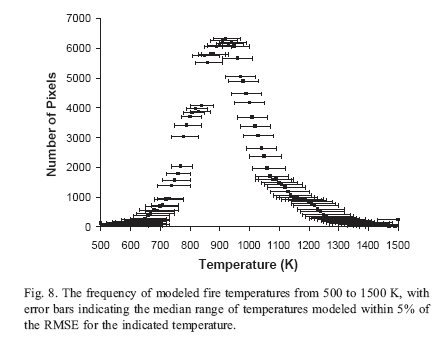 7000
6000
5000
4000
3000
2000
1000
0
Number of Pixels
500 600 700 800 900 1000 1100 1200 1300 1400 1500
Temperature (K)
Fig. 8. The frequency of modeled fire temperatures from 500 to 1500 K, with
error bars indicating the median range of temperatures modeled within 5% of
the RMSE for the indicated temperature.